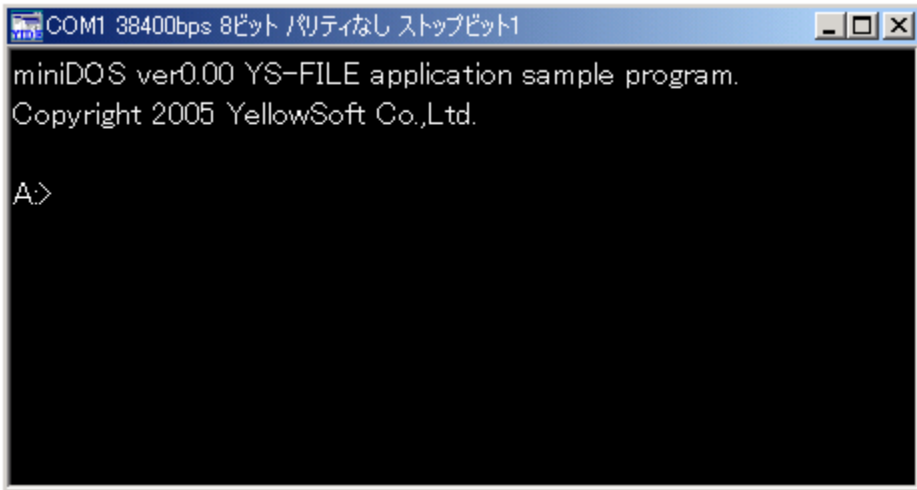 COM1 38400bps 8ビット パリティなし ストップビット1
miniDOS ver0.00 YS-FILE application sample program.
Copyright 2005 YellowSoft Co.,Ltd.
A:>